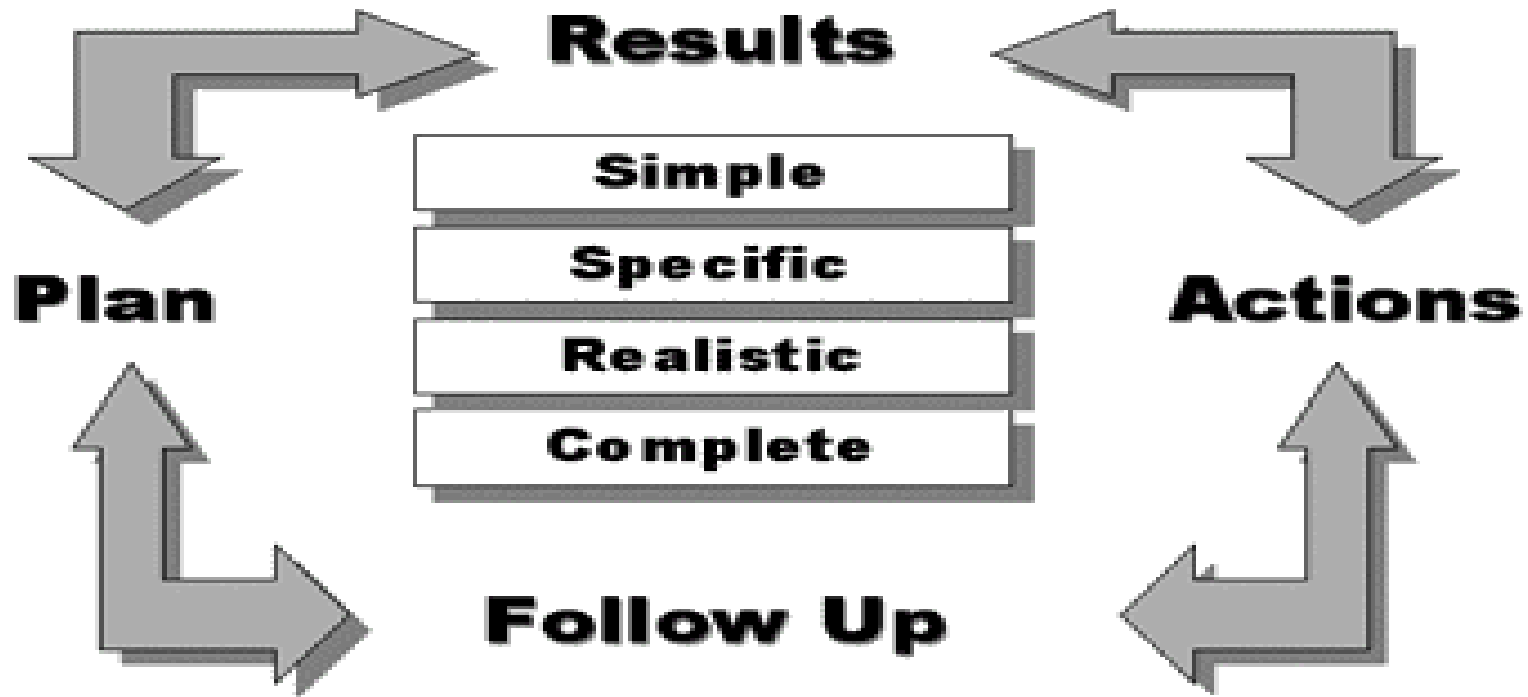 Results
Simple
Specific
Plan
Actions
Realistic
Complete
Follow Up